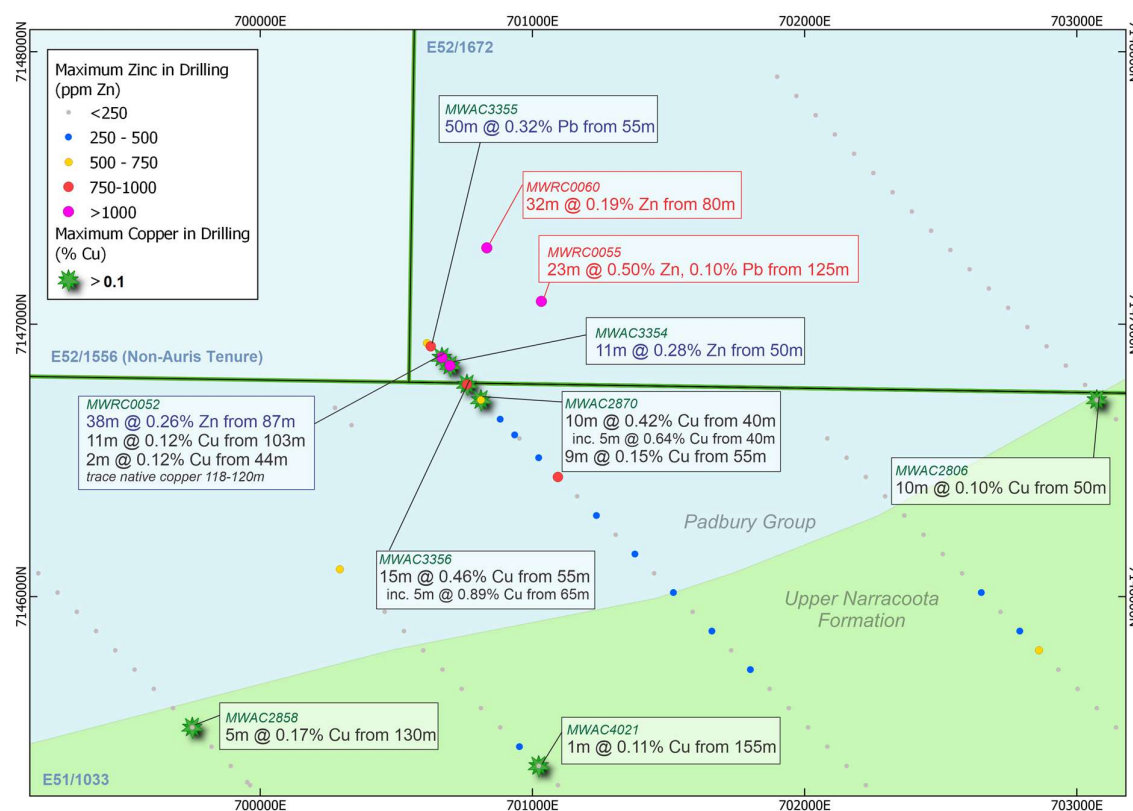 700000E
701000E
702000E
703000E
7148000N
7147000N
7146000N
E52/1672
Maximum Zinc in Drilling
(ppm Zn)
<250
250 - 500
500 - 750
750-1000
>1000
Maximum Copper in Drilling
(% Cu)
> 0.1
MWAC3355
50m @ 0.32% Pb from 55m
MWRC0060
32m @ 0.19% Zn from 80m
MWRC0055
23m @ 0.50% Zn, 0.10% Pb from 125m
MWAC3354
11m @ 0.28% Zn from 50m
E52/1556 (Non-Auris Tenure)
MWRC0052
38m @ 0.26% Zn from 87m
11m @ 0.12% Cu from 103m
2m @ 0.12% Cu from 44m
trace native copper 118-120m
MWAC2870
10m @ 0.42% Cu from 40m
inc. 5m @ 0.64% Cu from 40m
9m @ 0.15% Cu from 55m
MWAC2806
10m @ 0.10% Cu from 50m
Padbury Group
MWAC3356
15m @ 0.46% Cu from 55m
inc. 5m @ 0.89% Cu from 65m
Upper Narracoota
Formation
MWAC2858
5m @ 0.17% Cu from 130m
MWAC4021
1m @ 0.11% Cu from 155m
E51/1033
700000E
701000E
702000E
703000E